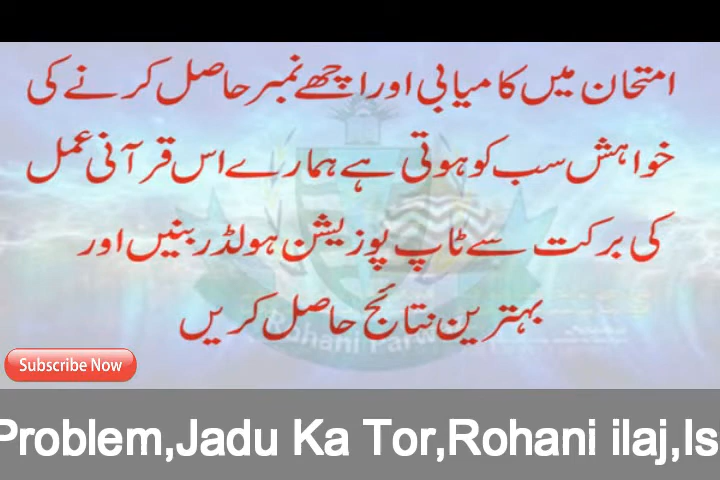 امتحان میں کامیابی اور اچھے نمبر حاصل کرنے کی
خواہش سب کو ہوتی ہے ہمارے اس قرآنی عمل
کی برکت سے ٹاپ پوزیشن ہولڈر بنیں اور
بہترین نتائج حاصل کریں
Rohani
Subscribe Now
Problem,Jadu Ka Tor,Rohani ilaj,Is